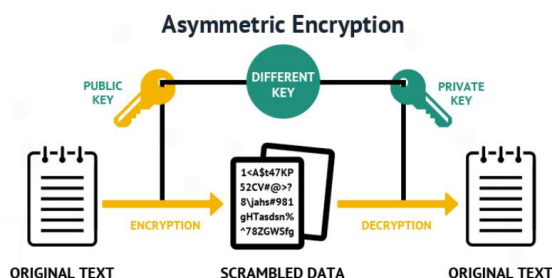 Asymmetric Encryption
PUBLIC
KEY
DIFFERENT
KEY
PRIVATE
KEY
1<A$t47KP
52CV#@>?
8\jahs#981
gHTasdsn%
^78ZGWSfg
ENCRYPTION
DECRYPTION
ORIGINAL TEXT
SCRAMBLED DATA
ORIGINAL TEXT